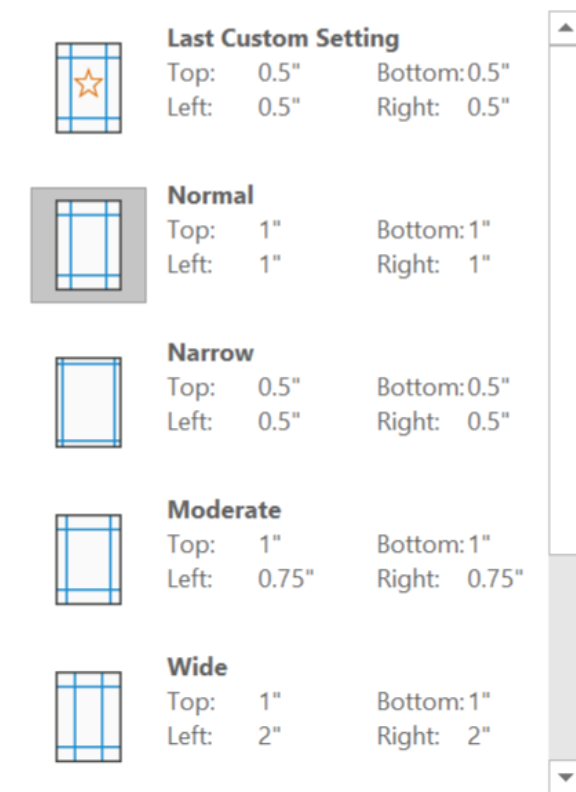 Last Custom Setting
Top: 0.5" Bottom: 0.5"
Left: 0.5" Right: 0.5"
Normal
Top: 1" Bottom: 1"
Left: 1" Right: 1"
Narrow
Top: 0.5" Bottom: 0.5"
Left: 0.5" Right: 0.5"
Moderate
Top: 1" Bottom: 1"
Left: 0.75" Right: 0.75"
Wide
Top: 1" Bottom: 1"
Left: 2" Right: 2"